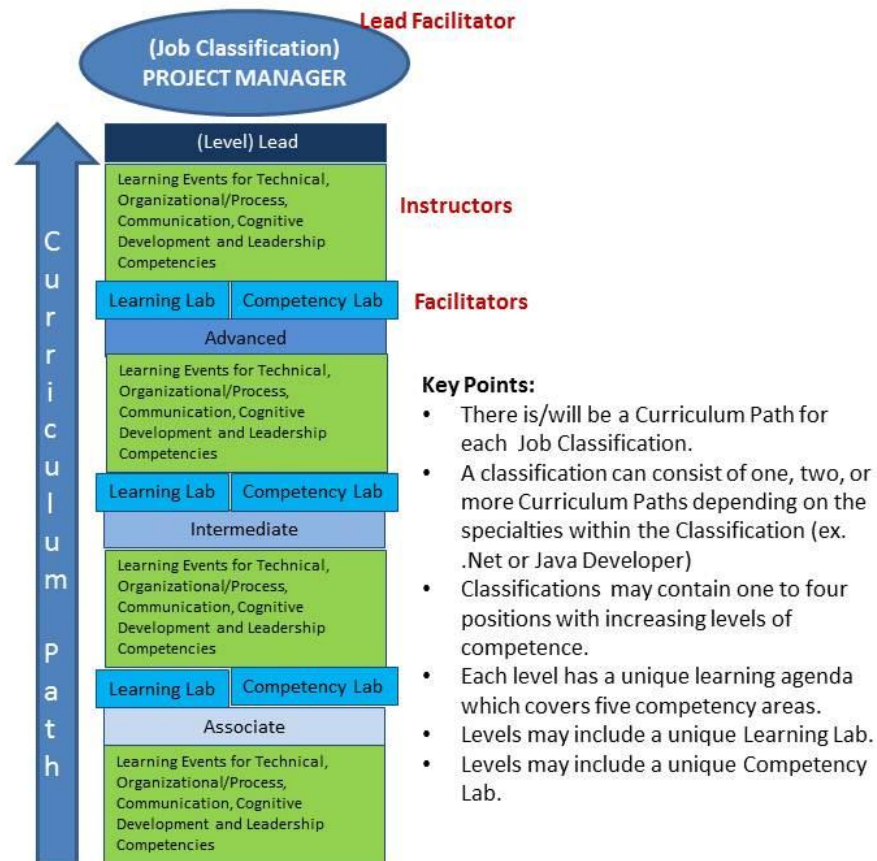 Lead Facilitator
(Job Classification)
PROJECT MANAGER
Curriculum Path
(Level) Lead
Learning Events for Technical,
Organizational/Process,
Communication, Cognitive
Development and Leadership
Competencies
Instructors
Learning Lab
Competency Lab
Facilitators
Advanced
Learning Events for Technical,
Organizational/Process,
Communication, Cognitive
Development and Leadership
Competencies
Learning Lab
Competency Lab
Intermediate
Learning Events for Technical,
Organizational/Process,
Communication, Cognitive
Development and Leadership
Competencies
Learning Lab
Competency Lab
Associate
Learning Events for Technical,
Organizational/Process,
Communication, Cognitive
Development and Leadership
Competencies
Key Points:
• There is/will be a Curriculum Path for
each Job Classification.
• A classification can consist of one, two, or
more Curriculum Paths depending on the
specialties within the Classification (ex.
.Net or Java Developer)
• Classifications may contain one to four
positions with increasing levels of
competence.
• Each level has a unique learning agenda
which covers five competency areas.
• Levels may include a unique Learning Lab.
• Levels may include a unique Competency
Lab.